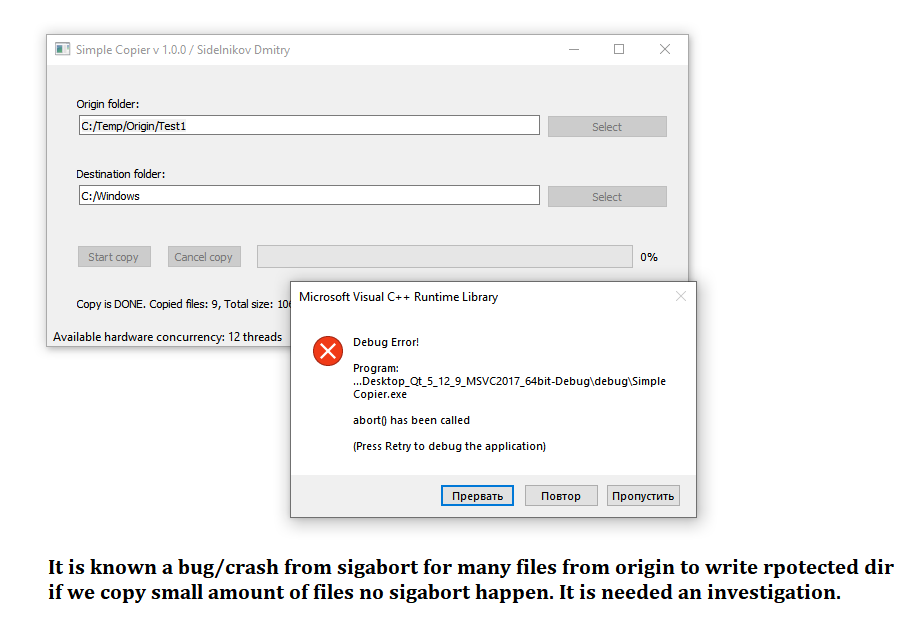 Simple Copier v 1.0.0 / Sidelnikov Dmitry
Origin folder:
C:/Temp/Origin/Test1
Select
Destination folder:
C:/Windows
Select
Start copy
Cancel copy
0%
Copy is DONE. Copied files: 9, Total size:
Available hardware concurrency: 12 threads
Microsoft Visual C++ Runtime Library
Debug Error!
Program:
...Desktop_Qt_5_12_9_MSVC2017_64bit-Debug\debug\Simple
Copier.exe
abort() has been called
(Press Retry to debug the application)
Прервать
Повтор
Пропустить
It is known a bug/crash from sigabort for many files from origin to write rpotected dir
if we copy small amount of files no sigabort happen. It is needed an investigation.